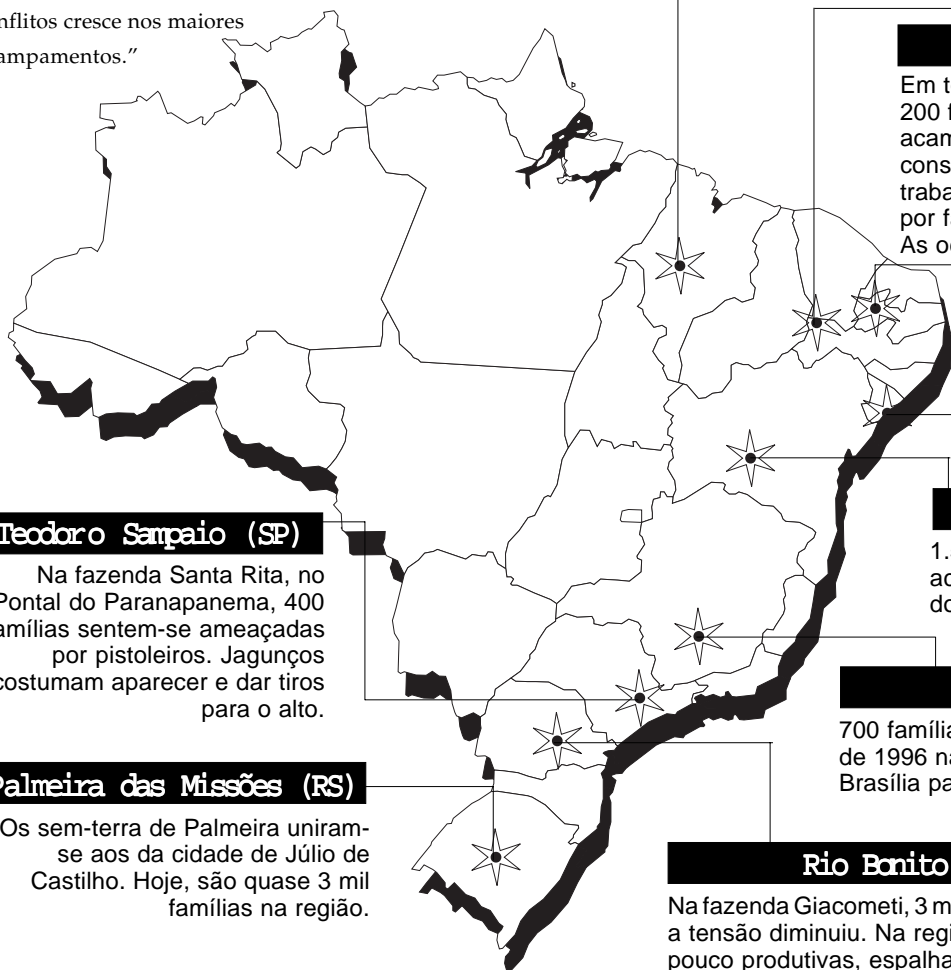 nflitos cresce nos maiores
ampamentos.”
Em t
200 f
acam
cons
traba
por f
As o
Teodoro Sampaio (SP)
Na fazenda Santa Rita, no
Pontal do Paranapanema, 400
amílias sentem-se ameaçadas
por pistoleiros. Jagunços
costumam aparecer e dar tiros
para o alto.
1.
ac
do
700 família
de 1996 na
Brasília pa
Palmeira das Missões (RS)
Os sem-terra de Palmeira uniram-
se aos da cidade de Júlio de
Castilho. Hoje, são quase 3 mil
famílias na região.
Rio Bonito
Na fazenda Giacometi, 3 m
a tensão diminuiu. Na regi
pouco produtivas, espalha